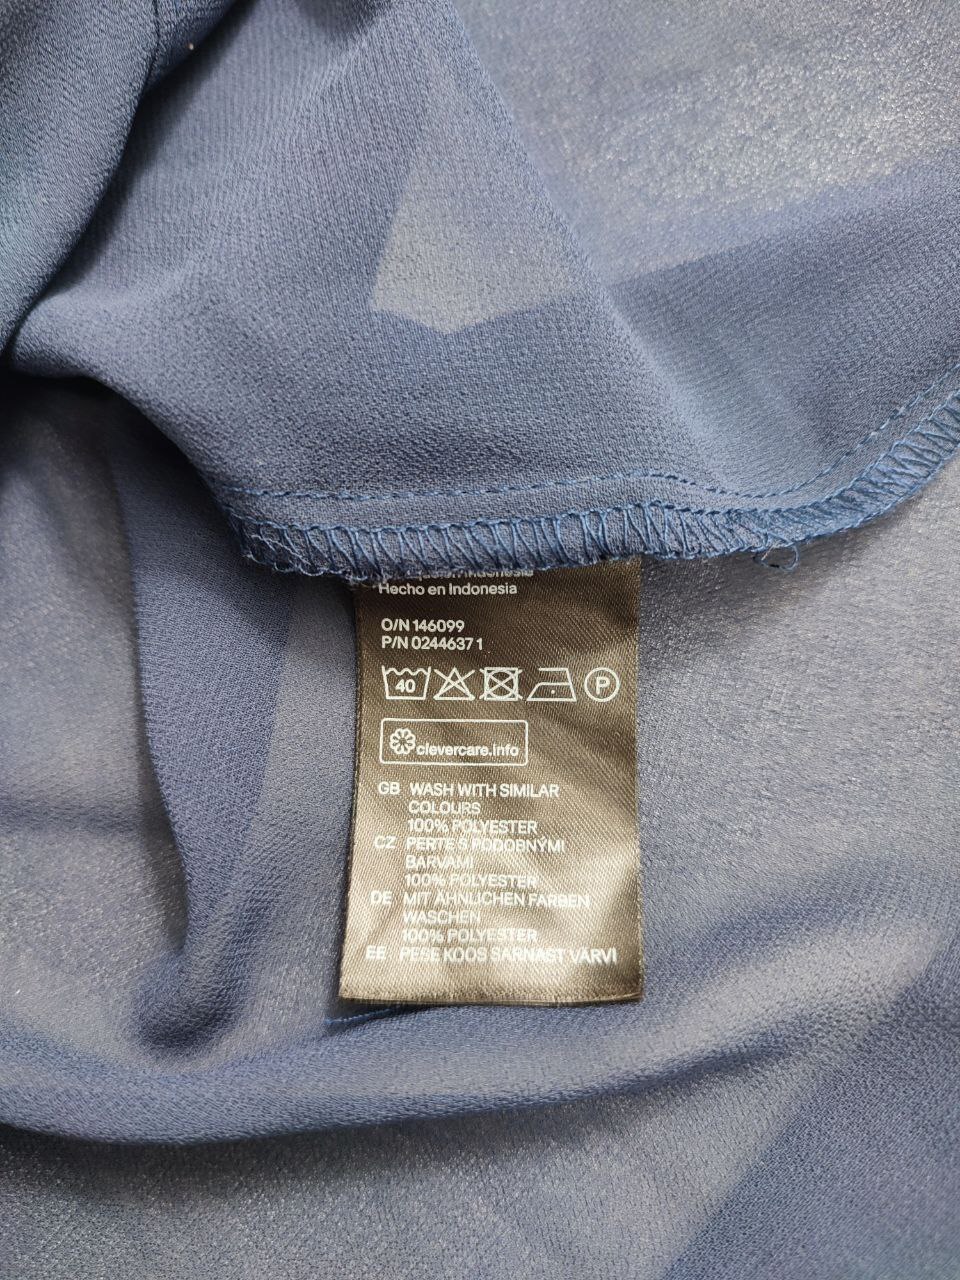 Hecho en Indonesia
O/N 146099
P/N 02446371
40 P
clevercare.info
GB WASH WITH SIMILAR
COLOURS
100% POLYESTER
CZ PERTE S PODOBNÝMI
BARVAMI
100% POLYESTER
DE MIT ÄHNLICHEN FARBEN
WASCHEN
100% POLYESTER
EE PESE KOOS SARNAST VÄRVI